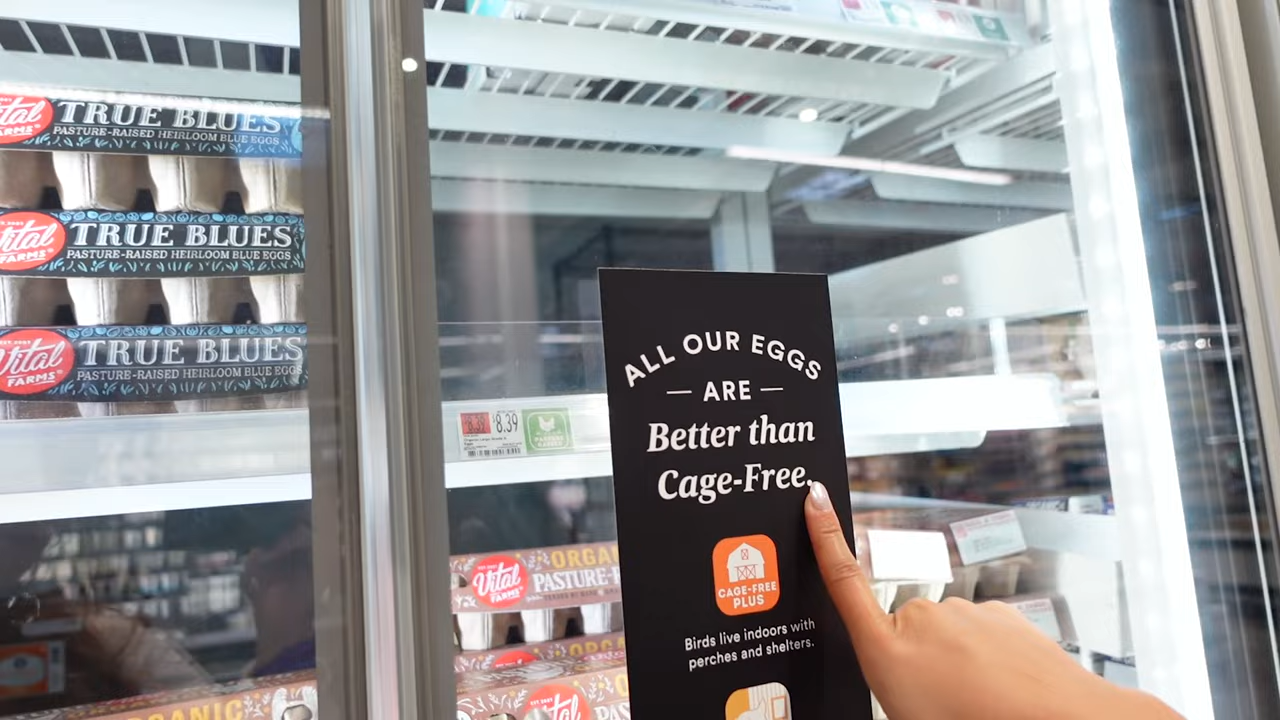 Vital
FARMS
TRUE BLUES
PASTURE-RAISED HEIRLOOM BLUE EGGS
Vital
FARMS
TRUE BLUES
PASTURE-RAISED HEIRLOOM BLUE EGGS
Vital
FARMS
TRUE BLUES
PASTURE-RAISED HEIRLOOM BLUE EGGS
8.39
$8.39
ALL OUR EGGS
ARE
Better than
Cage-Free.
CAGE-FREE
PLUS
Birds live indoors with
perches and shelters.
Vital
FARMS
ORGANIC
PASTURE-R
Vital
ORGANIC